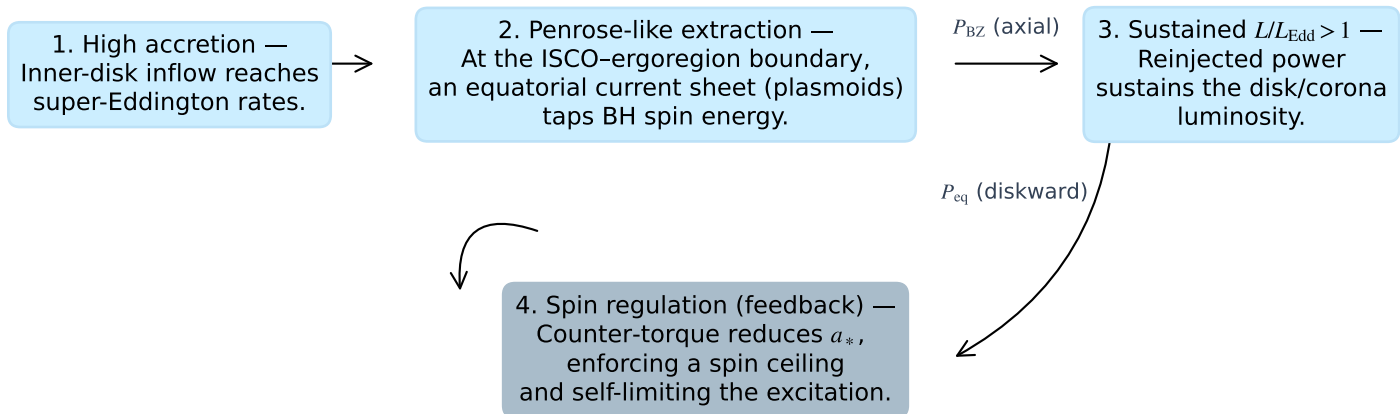 1. High accretion —
Inner-disk inflow reaches
super-Eddington rates.
2. Penrose-like extraction —
At the ISCO–ergoregion boundary,
an equatorial current sheet (plasmoids)
taps BH spin energy.
P_BZ (axial)
3. Sustained L/L_Edd > 1 —
Reinjected power
sustains the disk/corona
luminosity.
P_eq (diskward)
4. Spin regulation (feedback) —
Counter-torque reduces a_*,
enforcing a spin ceiling
and self-limiting the excitation.